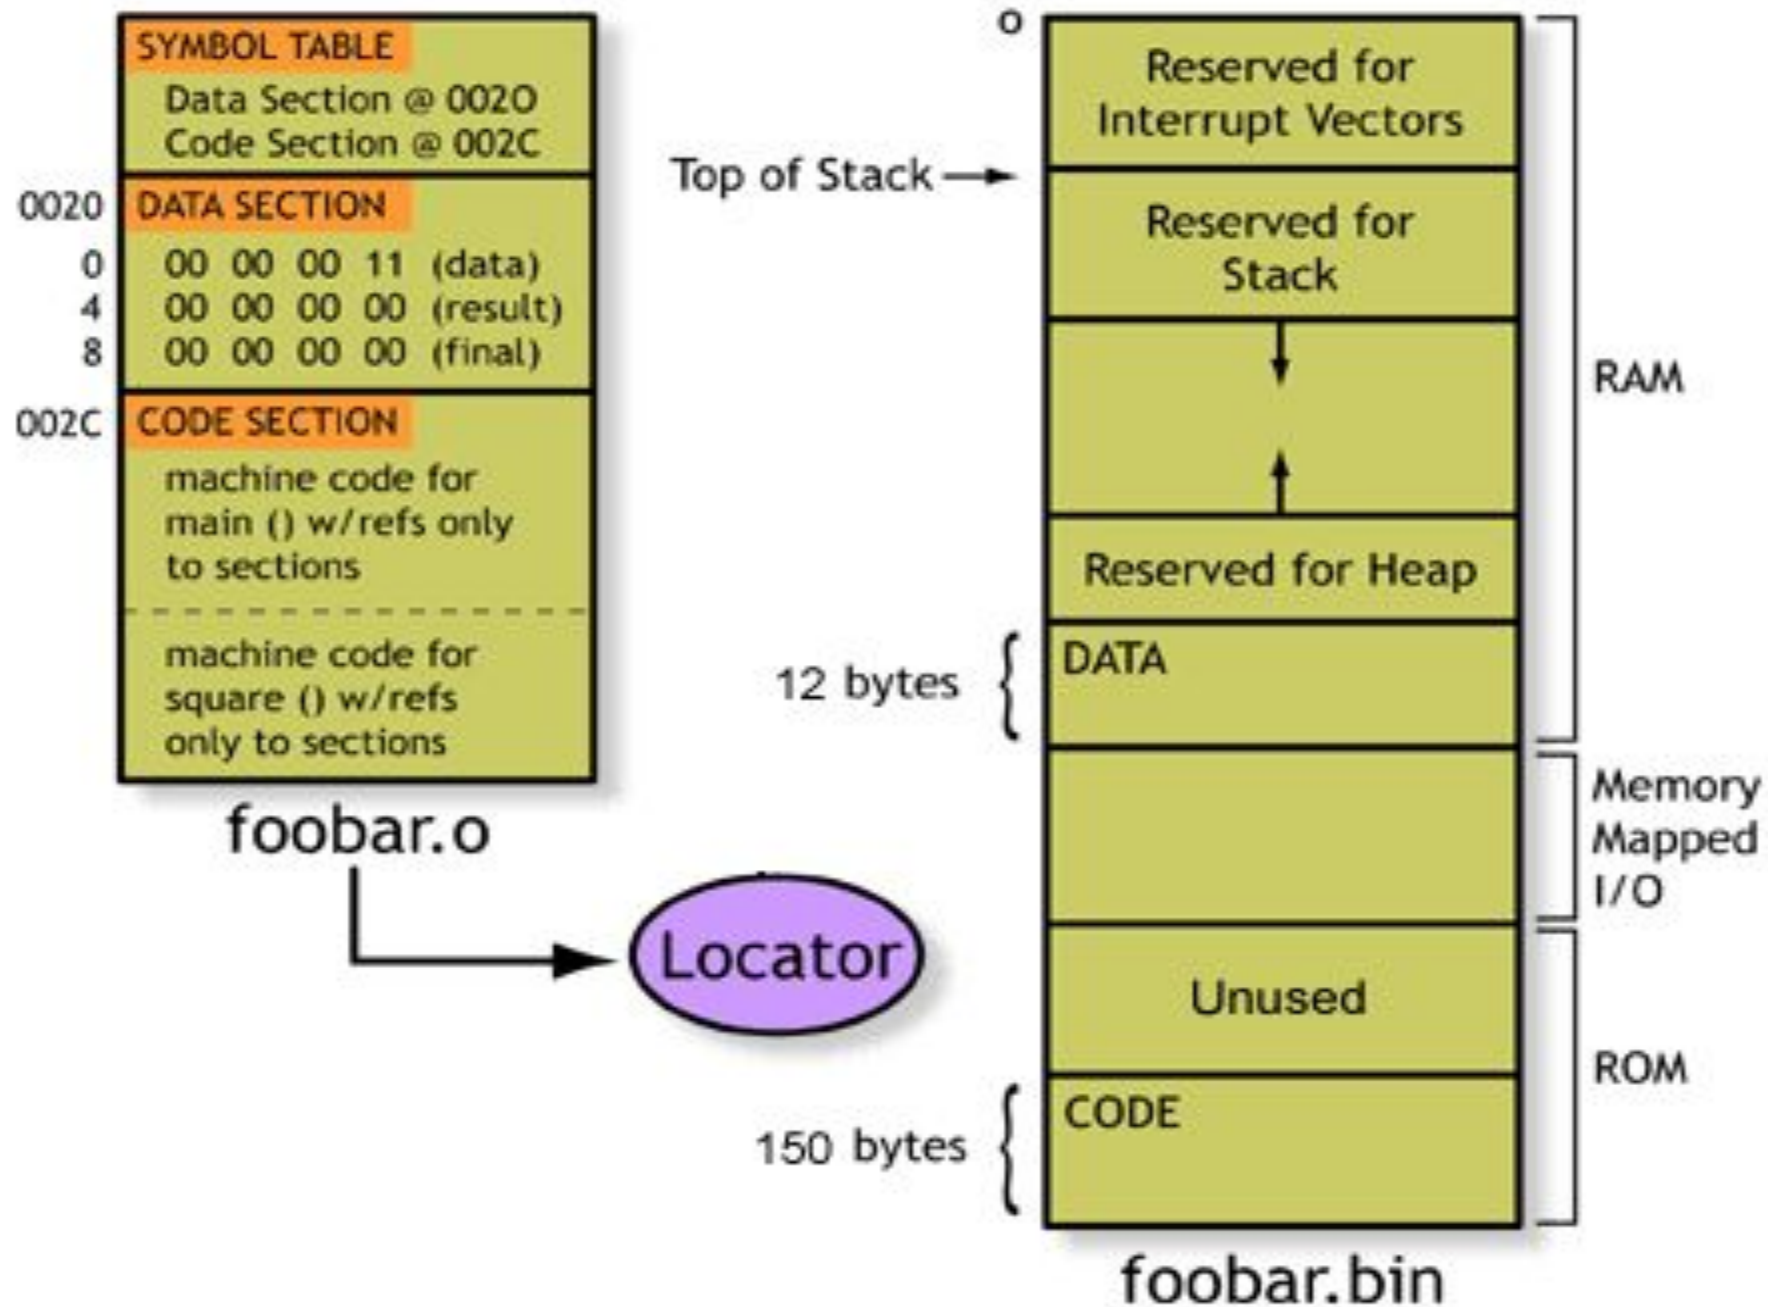 SYMBOL TABLE
Data Section @ 002O
Code Section @ 002C
0020 DATA SECTION
0 00 00 00 11 (data)
4 00 00 00 00 (result)
8 00 00 00 00 (final)
002C CODE SECTION
machine code for
main () w/refs only
to sections
machine code for
square () w/refs
only to sections
foobar.o
Locator
o
Reserved for
Interrupt Vectors
Top of Stack
Reserved for
Stack
RAM
Reserved for Heap
12 bytes
DATA
Memory
Mapped
I/O
Unused
ROM
150 bytes
CODE
foobar.bin